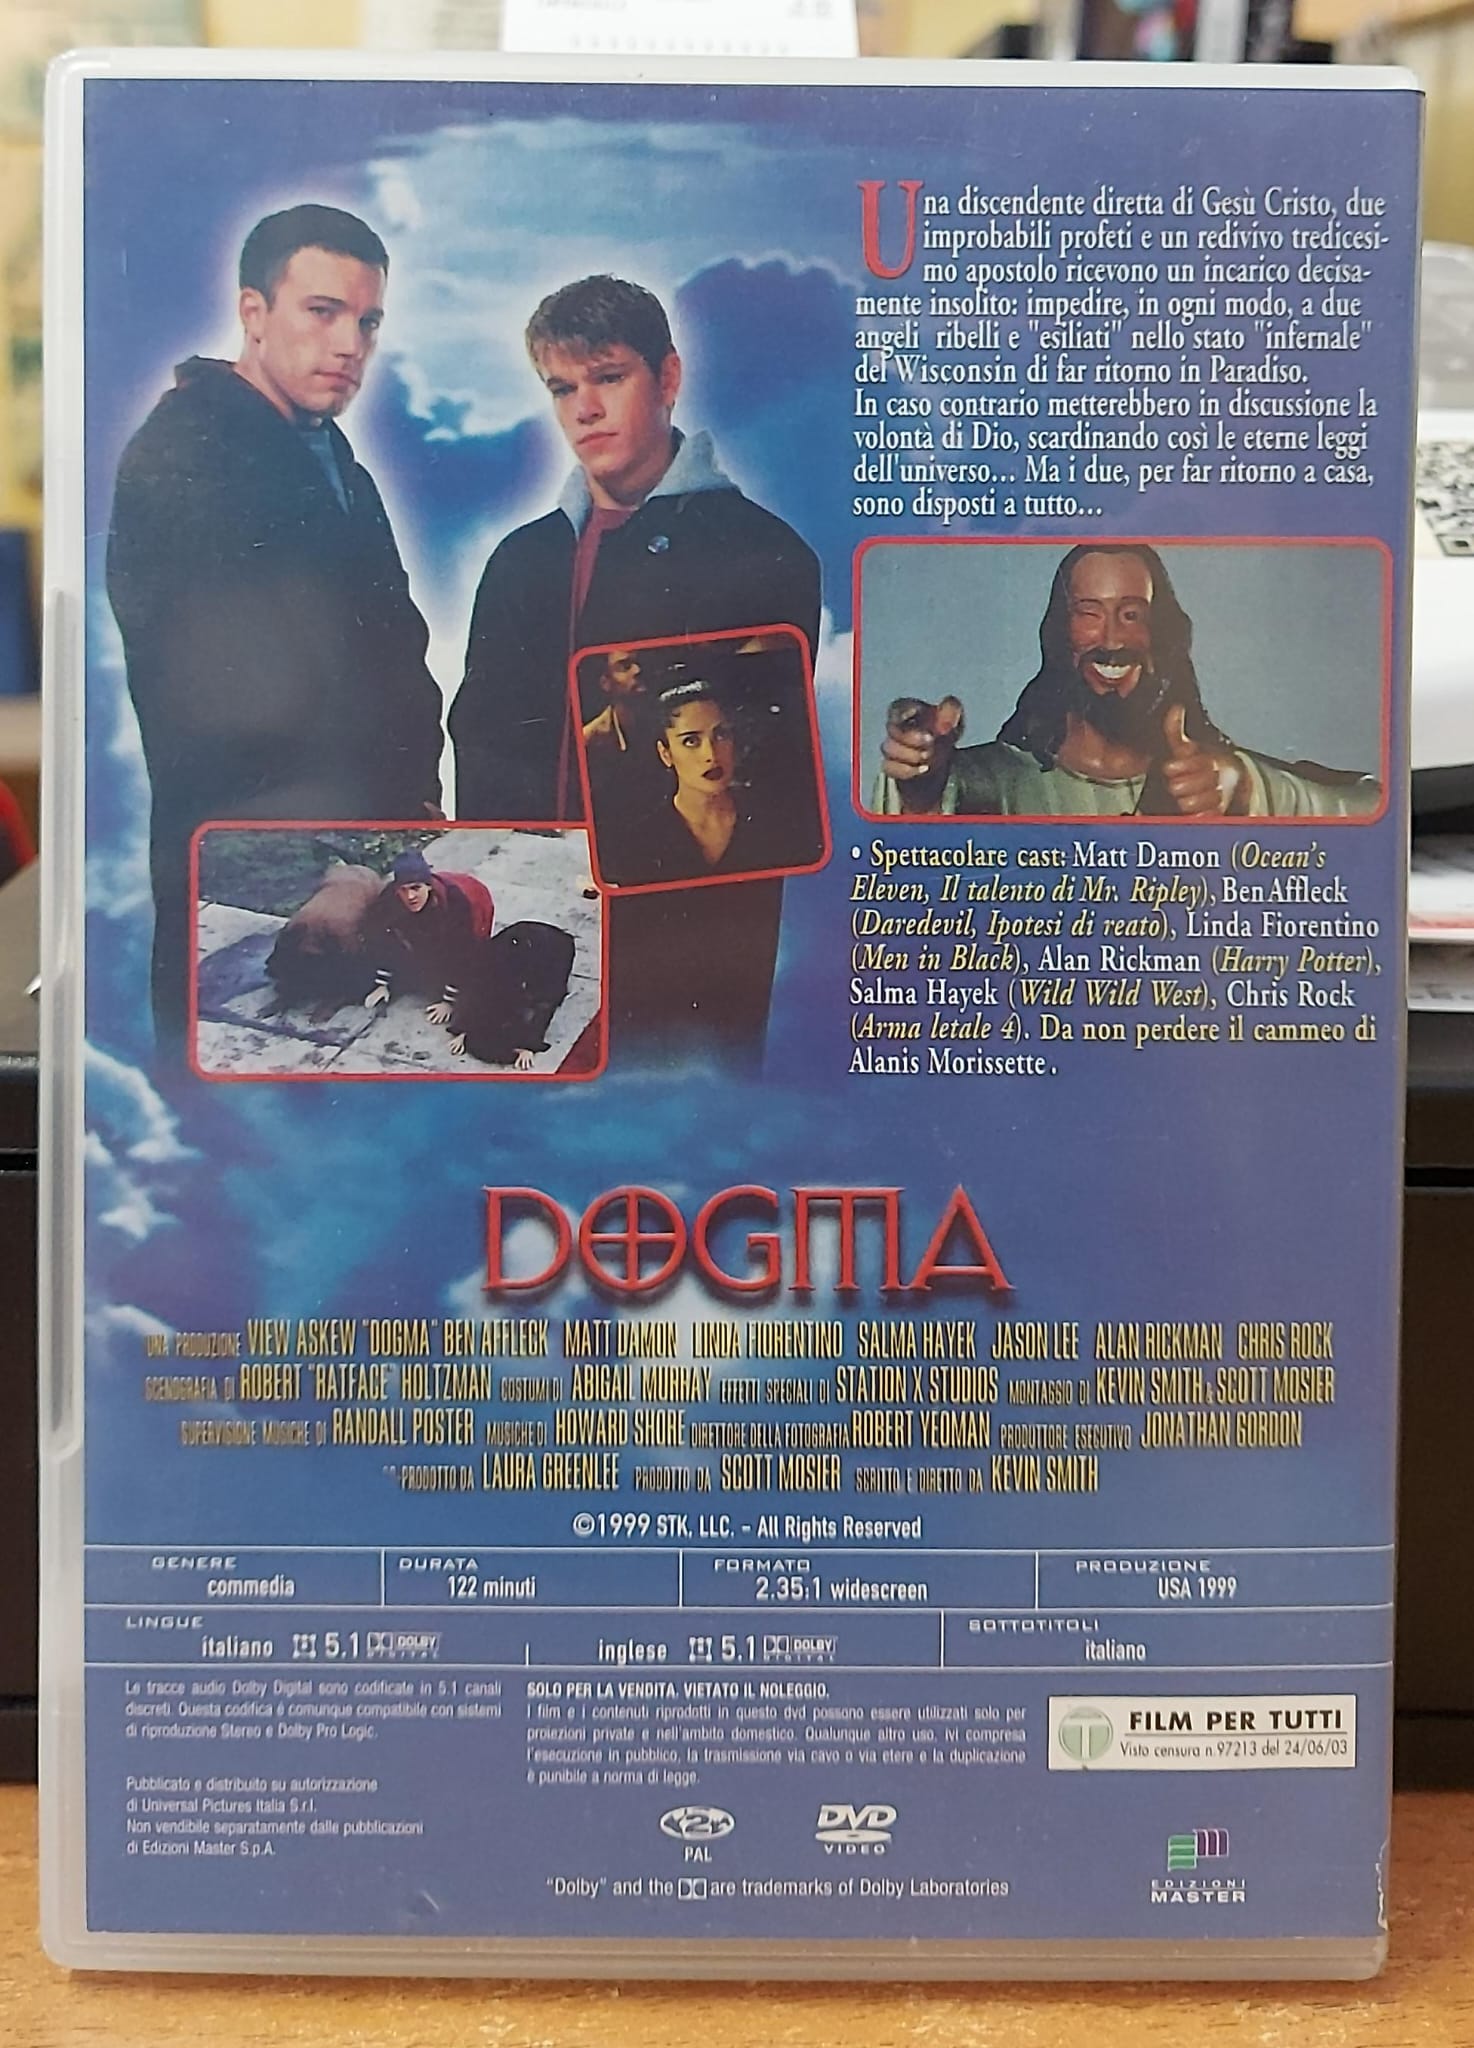 Una discendente diretta di Gesù Cristo, due
improbabili profeti e un redivivo tredicesi-
mo apostolo ricevono un incarico decisa-
mente insolito: impedire, in ogni modo, a due
angeli ribelli e "esiliati" nello stato "infernale"
del Wisconsin di far ritorno in Paradiso.
In caso contrario metterebbero in discussione la
volontà di Dio, scardinando così le eterne leggi
dell'universo... Ma i due, per far ritorno a casa,
sono disposti a tutto...
• Spettacolare cast: Matt Damon (Ocean's
Eleven, Il talento di Mr. Ripley), Ben Affleck
(Daredevil, Ipotesi di reato), Linda Fiorentino
(Men in Black), Alan Rickman (Harry Potter),
Salma Hayek (Wild Wild West), Chris Rock
(Arma letale 4). Da non perdere il cammeo di
Alanis Morissette.
DOGMA
UNA PRODUZIONE VIEW ASKEW "DOGMA" BEN AFFLECK MATT DAMON LINDA FIORENTINO SALMA HAYEK JASON LEE ALAN RICKMAN CHRIS ROCK
SCENOGRAFIA DI ROBERT "RATFACE" HOLTZMAN COSTUMI DI ABIGAIL MURRAY EFFETTI SPECIALI DI STATION X STUDIOS MONTAGGIO DI KEVIN SMITH & SCOTT MOSIER
SUPERVISIONE MUSICHE DI RANDALL POSTER MUSICHE DI HOWARD SHORE DIRETTORE DELLA FOTOGRAFIA ROBERT YEOMAN PRODUTTORE ESECUTIVO JONATHAN GORDON
CO-PRODOTTO DA LAURA GREENLEE PRODOTTO DA SCOTT MOSIER SCRITTO E DIRETTO DA KEVIN SMITH
©1999 STK, LLC. - All Rights Reserved
GENERE DURATA FORMATO PRODUZIONE
commedia 122 minuti 2.35:1 widescreen USA 1999
LINGUE SOTTOTITOLI
italiano 5.1 DOLBY DIGITAL inglese 5.1 DOLBY DIGITAL italiano
Le tracce audio Dolby Digital sono codificate in 5.1 canali
discreti. Questa codifica è comunque compatibile con sistemi
di riproduzione Stereo e Dolby Pro Logic.
SOLO PER LA VENDITA. VIETATO IL NOLEGGIO.
I film e i contenuti riprodotti in questo dvd possono essere utilizzati solo per
proiezioni private e nell'ambito domestico. Qualunque altro uso, ivi compresa
l'esecuzione in pubblico, la trasmissione via cavo o via etere e la duplicazione
è punibile a norma di legge.
T FILM PER TUTTI
Visto censura n.97213 del 24/06/03
Pubblicato e distribuito su autorizzazione
di Universal Pictures Italia S.r.l.
Non vendibile separatamente dalle pubblicazioni
di Edizioni Master S.p.A.
2
PAL
DVD
VIDEO
EDIZIONI
MASTER
"Dolby" and the are trademarks of Dolby Laboratories